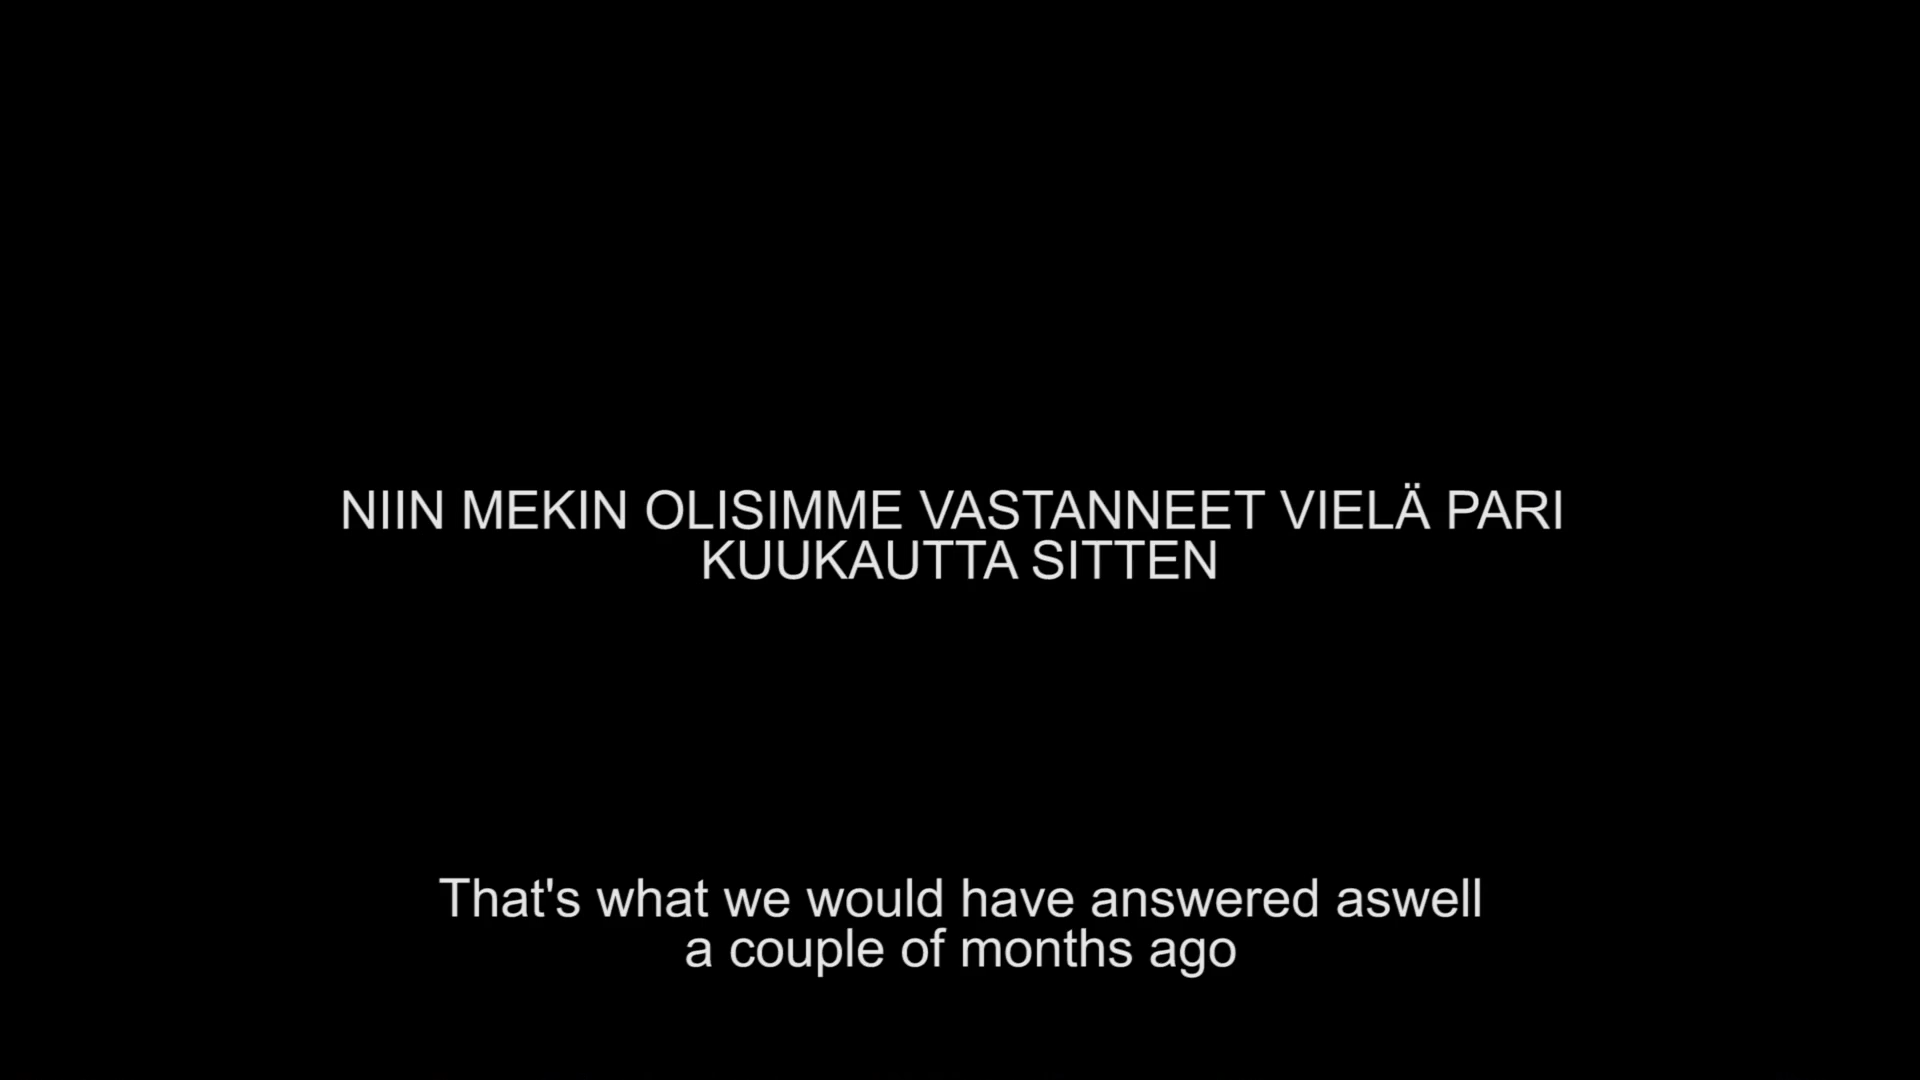 NIIN MEKIN OLISIMME VASTANNEET VIELÄ PARI
KUUKAUTTA SITTEN
That's what we would have answered aswell
a couple of months ago